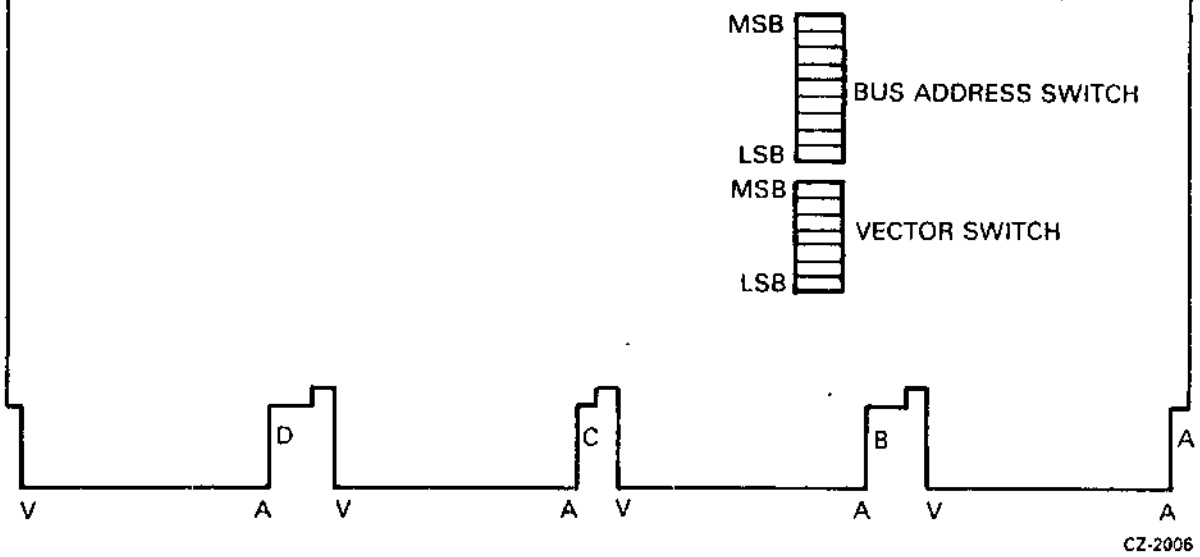 MSB
BUS ADDRESS SWITCH
LSB
MSB
VECTOR SWITCH
LSB
D C B A
V A V A V A V A
CZ-2006